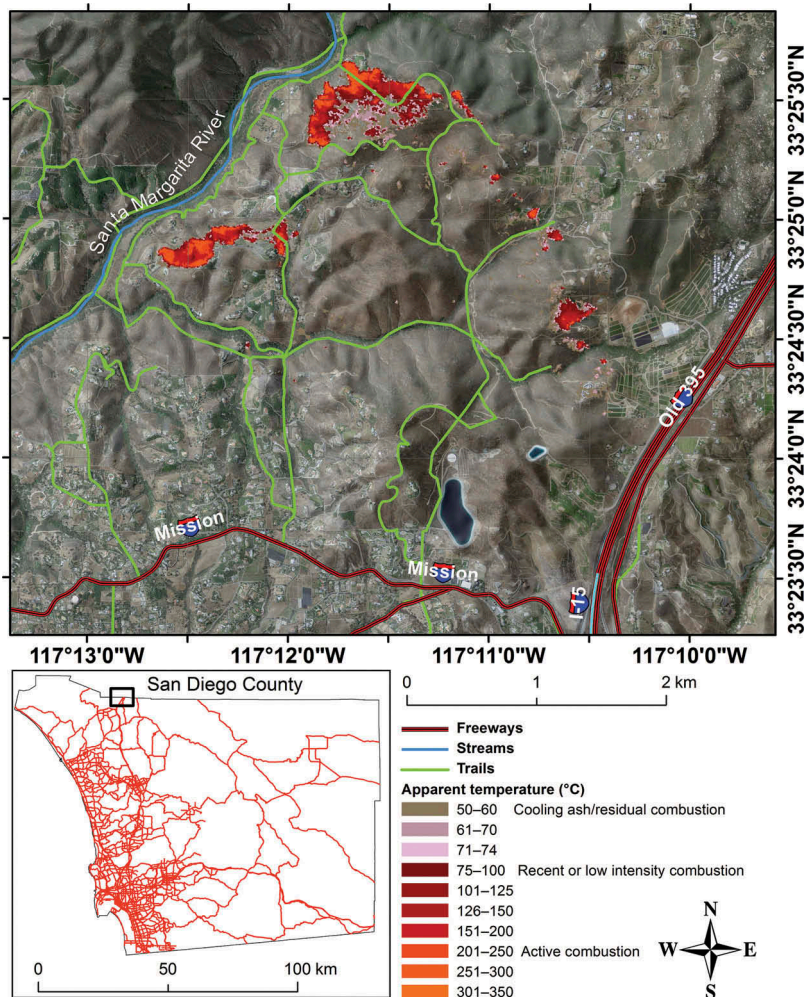 Santa Margarita River
33°25'30"N
33°25'0"N
33°24'30"N
33°24'0"N
33°23'30"N
Old 395
Mission
Mission
I-15
117°13'0"W
117°12'0"W
117°11'0"W
117°10'0"W
San Diego County
0 50 100 km
0 1 2 km
Freeways
Streams
Trails
Apparent temperature (°C)
50–60 Cooling ash/residual combustion
61–70
71–74
75–100 Recent or low intensity combustion
101–125
126–150
151–200
201–250 Active combustion
251–300
301–350
N
W E
S